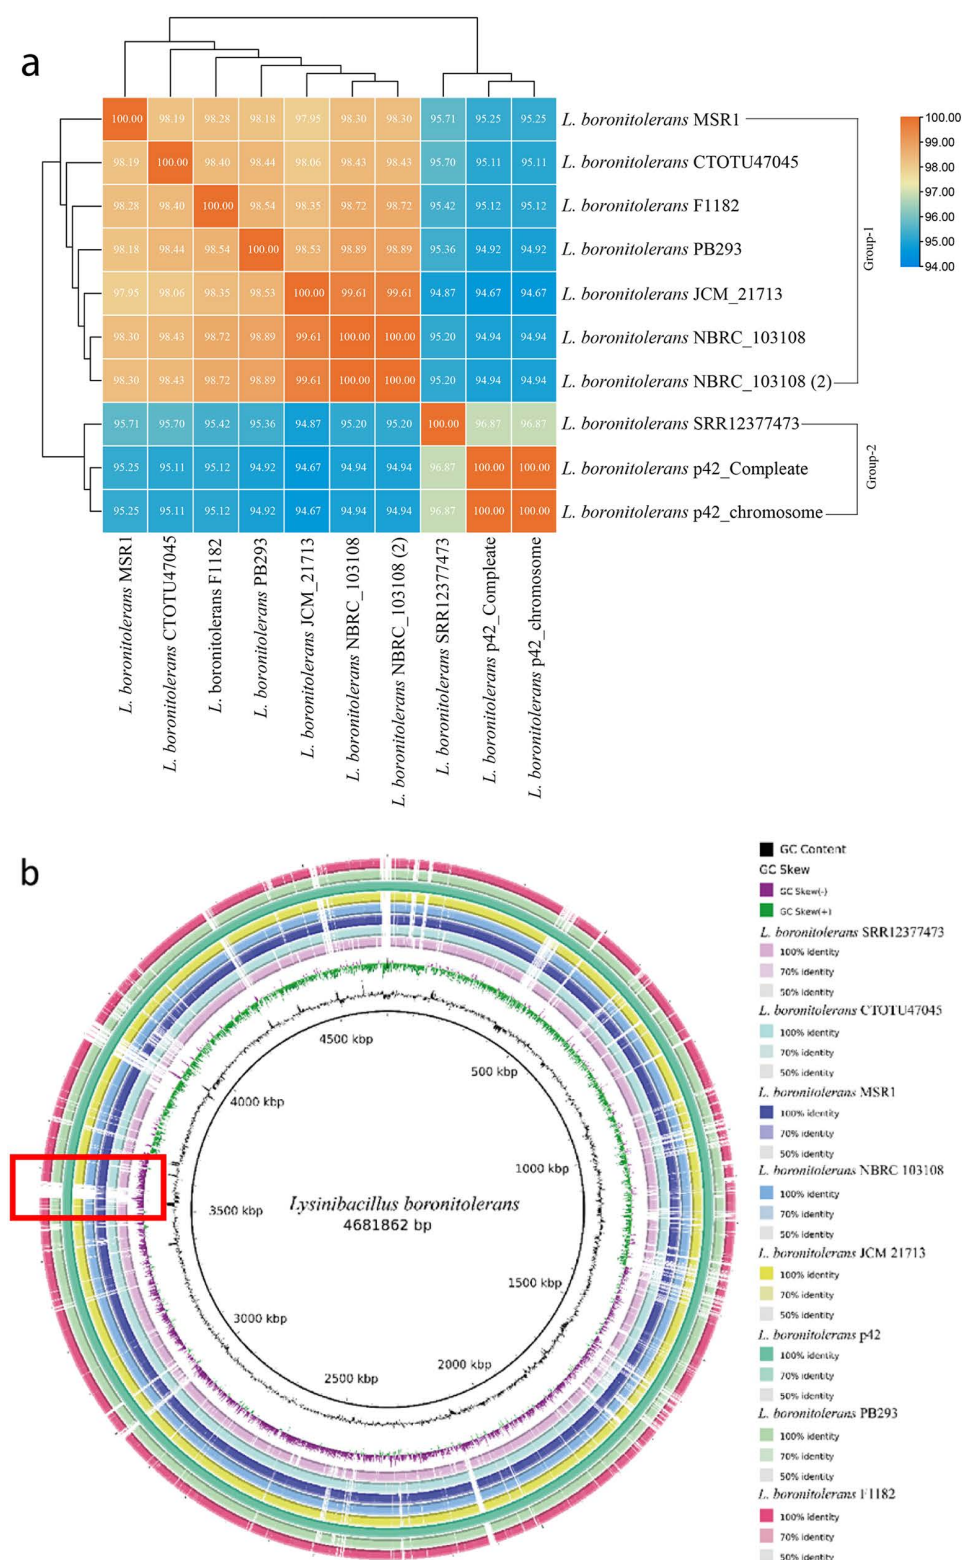 a
100.00 98.19 98.28 98.18 97.95 98.30 98.30 95.71 95.25 95.25 L. boronitolerans MSR1
98.19 100.00 98.40 98.44 98.06 98.43 98.43 95.70 95.11 95.11 L. boronitolerans CTOTU47045
98.28 98.40 100.00 98.54 98.35 98.72 98.72 95.42 95.12 95.12 L. boronitolerans F1182
98.18 98.44 98.54 100.00 98.53 98.89 98.89 95.36 94.92 94.92 L. boronitolerans PB293
97.95 98.06 98.35 98.53 100.00 99.61 99.61 94.87 94.67 94.67 L. boronitolerans JCM_21713
98.30 98.43 98.72 98.89 99.61 100.00 100.00 95.20 94.94 94.94 L. boronitolerans NBRC_103108
98.30 98.43 98.72 98.89 99.61 100.00 100.00 95.20 94.94 94.94 L. boronitolerans NBRC_103108 (2)
95.71 95.70 95.42 95.36 94.87 95.20 95.20 100.00 96.87 96.87 L. boronitolerans SRR12377473
95.25 95.11 95.12 94.92 94.67 94.94 94.94 96.87 100.00 100.00 L. boronitolerans p42_Compleate
95.25 95.11 95.12 94.92 94.67 94.94 94.94 96.87 100.00 100.00 L. boronitolerans p42_chromosome
Group-1
Group-2
100.00
99.00
98.00
97.00
96.00
95.00
94.00
L. boronitolerans MSR1
L. boronitolerans CTOTU47045
L. boronitolerans F1182
L. boronitolerans PB293
L. boronitolerans JCM_21713
L. boronitolerans NBRC_103108
L. boronitolerans NBRC_103108 (2)
L. boronitolerans SRR12377473
L. boronitolerans p42_Compleate
L. boronitolerans p42_chromosome
b
4500 kbp
500 kbp
4000 kbp
1000 kbp
3500 kbp
Lysinibacillus boronitolerans
4681862 bp
1500 kbp
3000 kbp
2000 kbp
2500 kbp
GC Content
GC Skew
GC Skew(-)
GC Skew(+)
L. boronitolerans SRR12377473
100% identity
70% identity
50% identity
L. boronitolerans CTOTU47045
100% identity
70% identity
50% identity
L. boronitolerans MSR1
100% identity
70% identity
50% identity
L. boronitolerans NBRC 103108
100% identity
70% identity
50% identity
L. boronitolerans JCM 21713
100% identity
70% identity
50% identity
L. boronitolerans p42
100% identity
70% identity
50% identity
L. boronitolerans PB293
100% identity
70% identity
50% identity
L. boronitolerans F1182
100% identity
70% identity
50% identity